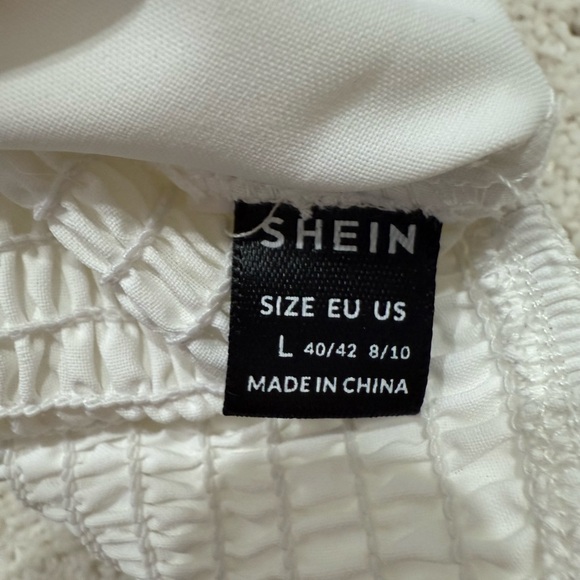 SHEIN
SIZE EU US
L 40/42 8/10
MADE IN CHINA